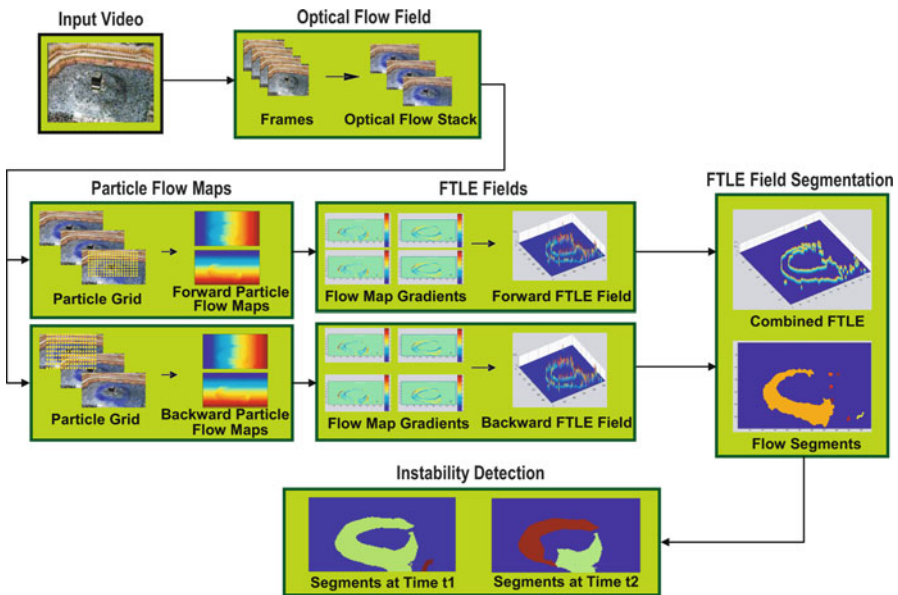 Input Video
Optical Flow Field
Frames
Optical Flow Stack
Particle Flow Maps
FTLE Fields
FTLE Field Segmentation
Particle Grid
Forward Particle
Flow Maps
Flow Map Gradients
Forward FTLE Field
Combined FTLE
Particle Grid
Backward Particle
Flow Maps
Flow Map Gradients
Backward FTLE Field
Flow Segments
Instability Detection
Segments at Time t1
Segments at Time t2